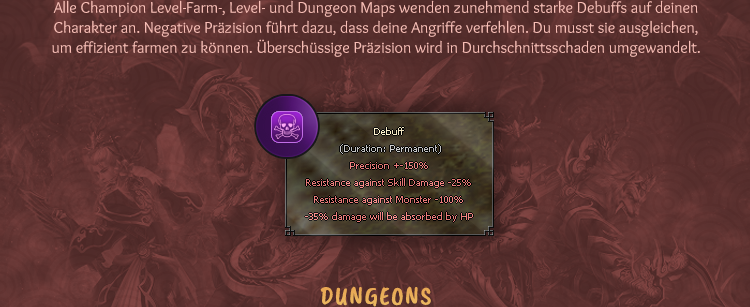 Alle Champion Level-Farm-, Level- und Dungeon Maps wenden zunehmend starke Debuffs auf deinen
Charakter an. Negative Präzision führt dazu, dass deine Angriffe verfehlen. Du musst sie ausgleichen,
um effizient farmen zu können. Überschüssige Präzision wird in Durchschnittsschaden umgewandelt.
Debuff
(Duration: Permanent)
Precision +-150%
Resistance against Skill Damage -25%
Resistance against Monster -100%
-35% damage will be absorbed by HP
DUNGEONS